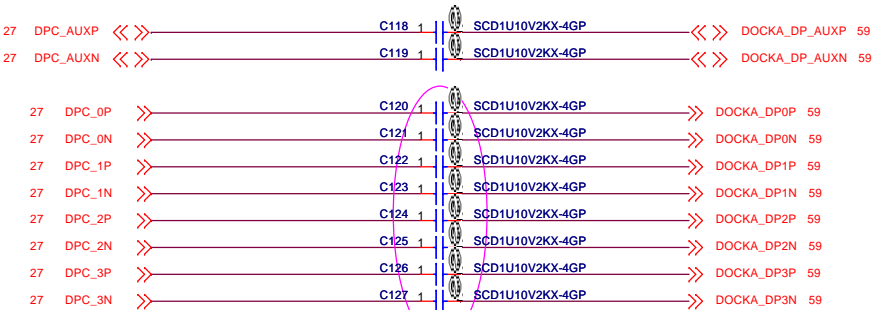 27 DPC_AUXP C118 1 SCD1U10V2KX-4GP DOCKA_DP_AUXP 59
27 DPC_AUXN C119 1 SCD1U10V2KX-4GP DOCKA_DP_AUXN 59
27 DPC_0P C120 1 SCD1U10V2KX-4GP DOCKA_DP0P 59
27 DPC_0N C121 1 SCD1U10V2KX-4GP DOCKA_DP0N 59
27 DPC_1P C122 1 SCD1U10V2KX-4GP DOCKA_DP1P 59
27 DPC_1N C123 1 SCD1U10V2KX-4GP DOCKA_DP1N 59
27 DPC_2P C124 1 SCD1U10V2KX-4GP DOCKA_DP2P 59
27 DPC_2N C125 1 SCD1U10V2KX-4GP DOCKA_DP2N 59
27 DPC_3P C126 1 SCD1U10V2KX-4GP DOCKA_DP3P 59
27 DPC_3N C127 1 SCD1U10V2KX-4GP DOCKA_DP3N 59